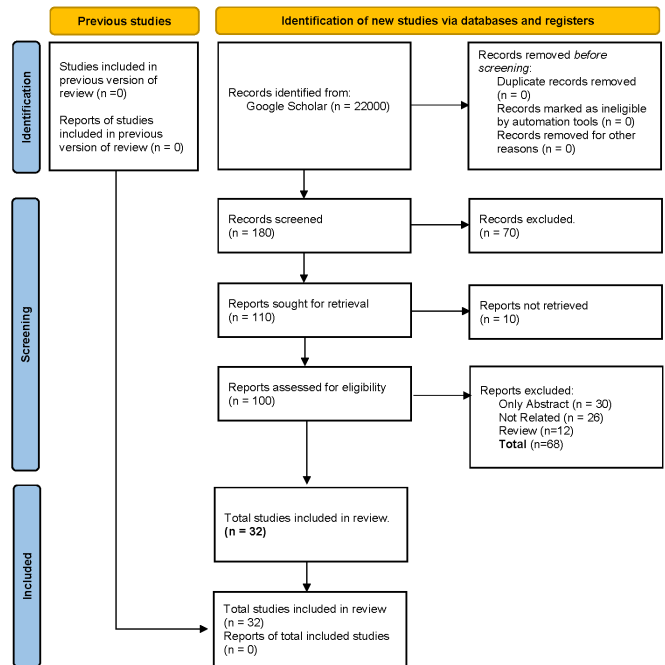 Previous studies
Identification of new studies via databases and registers
Identification
Studies included in
previous version of
review (n =0)
Reports of studies
included in previous
version of review (n = 0)
Records identified from:
Google Scholar (n = 22000)
Records removed before
screening:
Duplicate records removed
(n = 0)
Records marked as ineligible
by automation tools (n = 0)
Records removed for other
reasons (n = 0)
Screening
Records screened
(n = 180)
Records excluded.
(n = 70)
Reports sought for retrieval
(n = 110)
Reports not retrieved
(n = 10)
Reports assessed for eligibility
(n = 100)
Reports excluded:
Only Abstract (n = 30)
Not Related (n = 26)
Review (n=12)
Total (n=68)
Included
Total studies included in review.
(n = 32)
Total studies included in review
(n = 32)
Reports of total included studies
(n = 0)